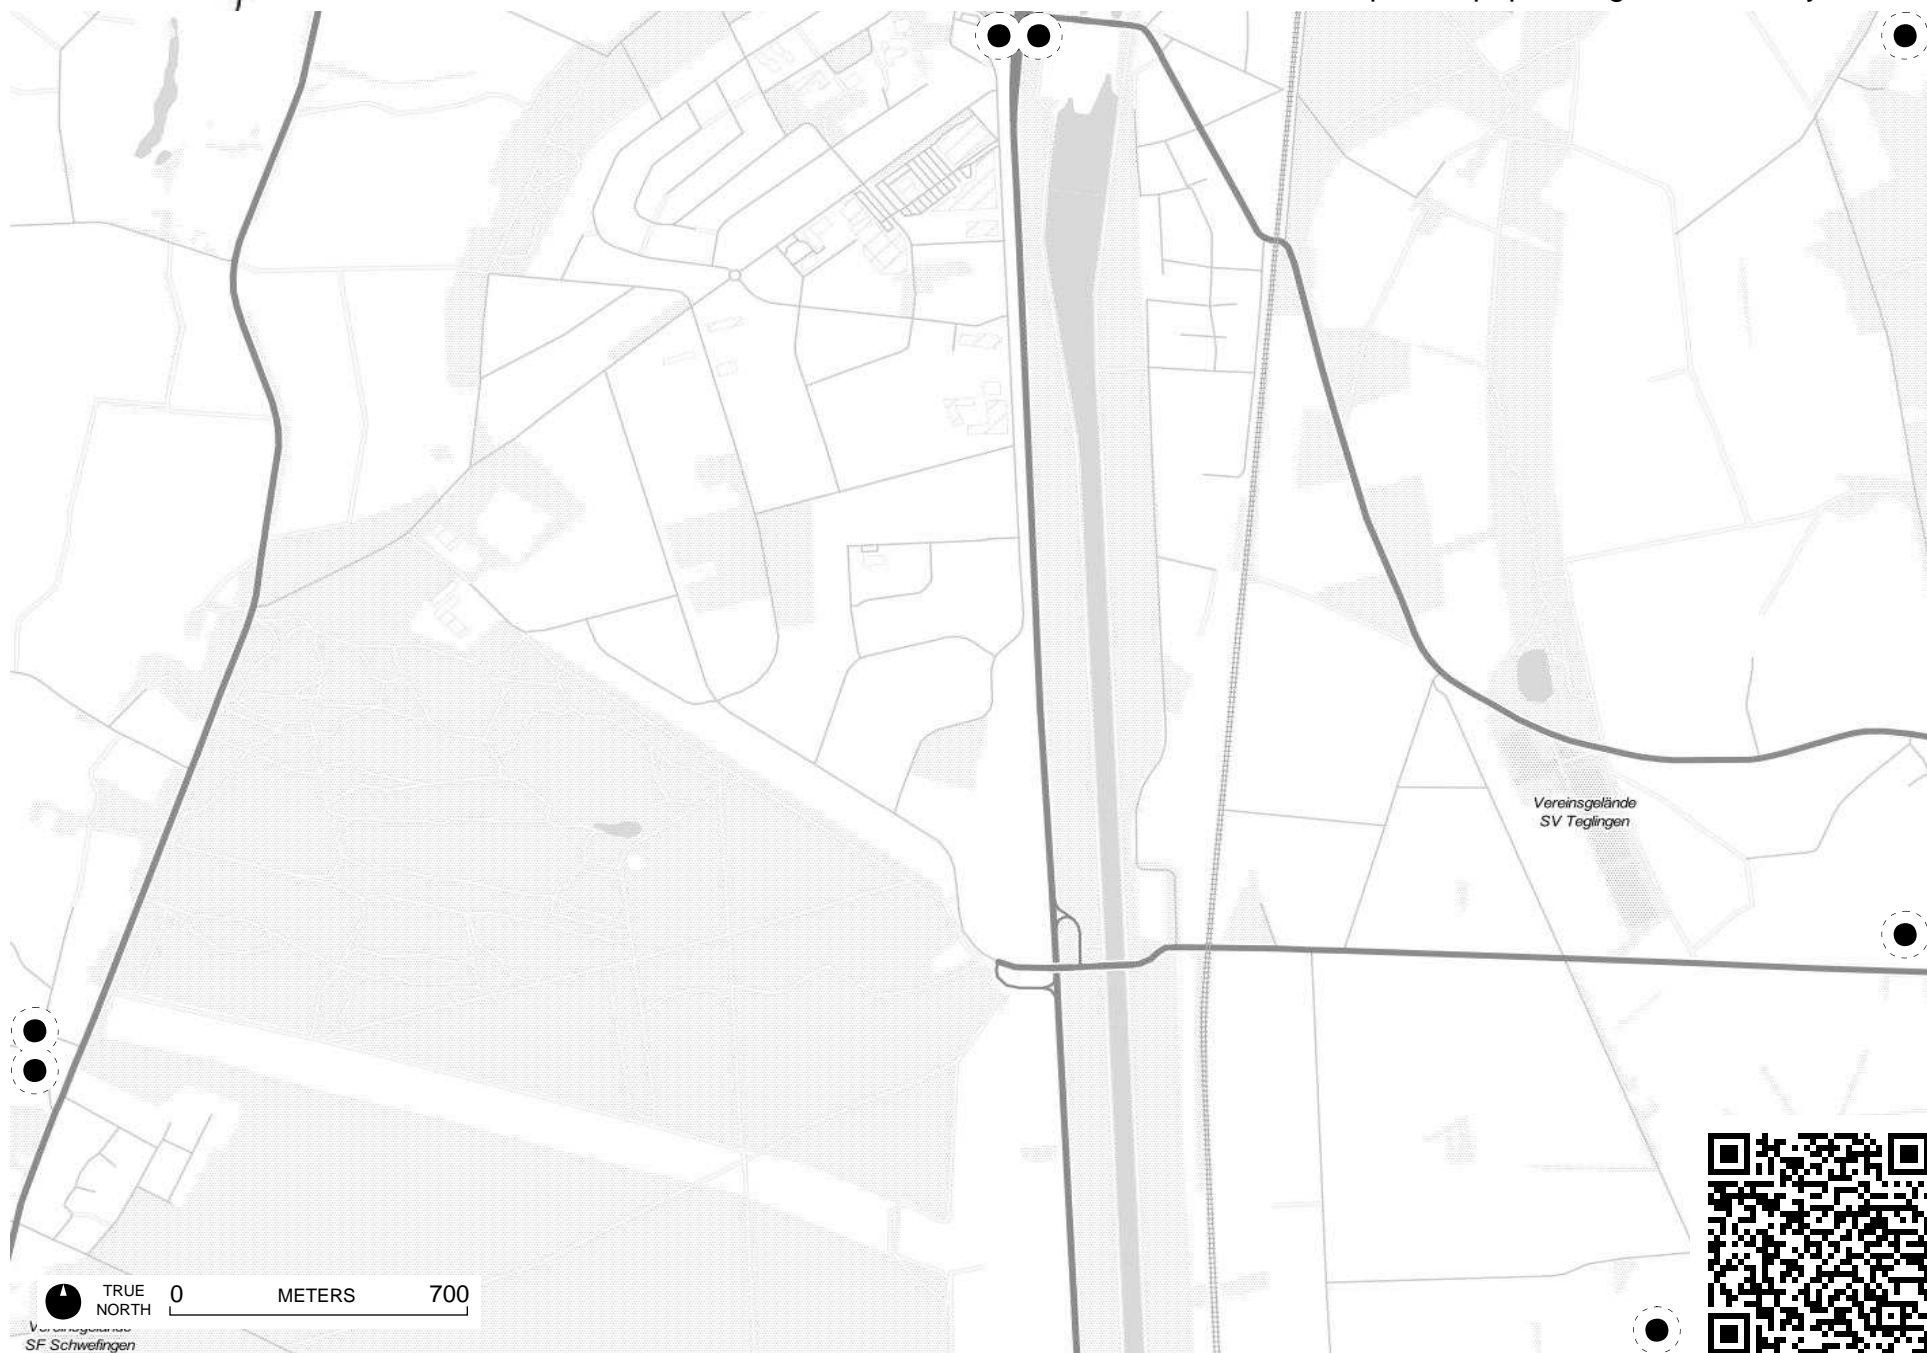 Vereinsgelände
SV Teglingen
TRUE
NORTH
0 METERS 700
SF Schwefingen